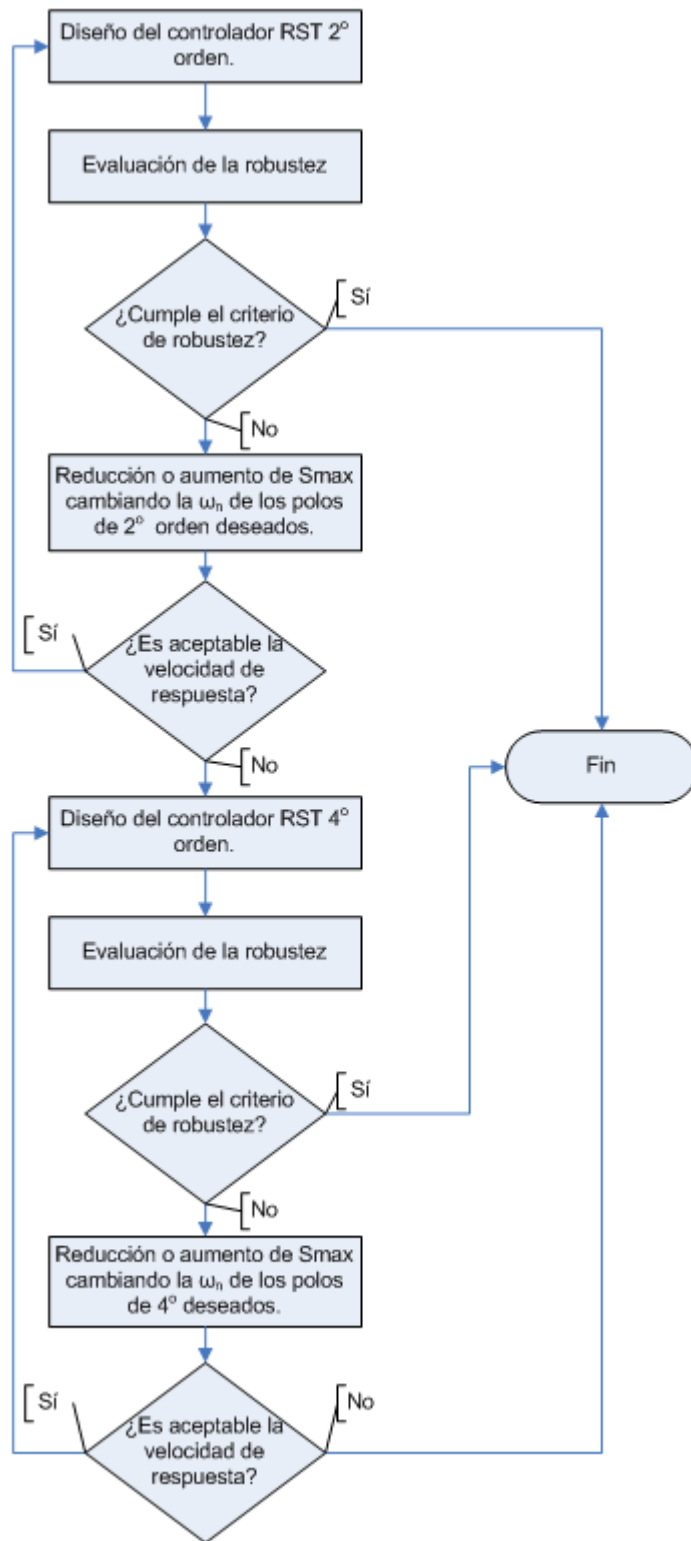 Diseño del controlador RST 2º
orden.
Evaluación de la robustez
¿Cumple el criterio
de robustez?
Sí
No
Reducción o aumento de Smax
cambiando la ωn de los polos
de 2º orden deseados.
¿Es aceptable la
velocidad de
respuesta?
Sí
No
Fin
Diseño del controlador RST 4º
orden.
Evaluación de la robustez
¿Cumple el criterio
de robustez?
Sí
No
Reducción o aumento de Smax
cambiando la ωn de los polos
de 4º deseados.
¿Es aceptable la
velocidad de
respuesta?
Sí
No